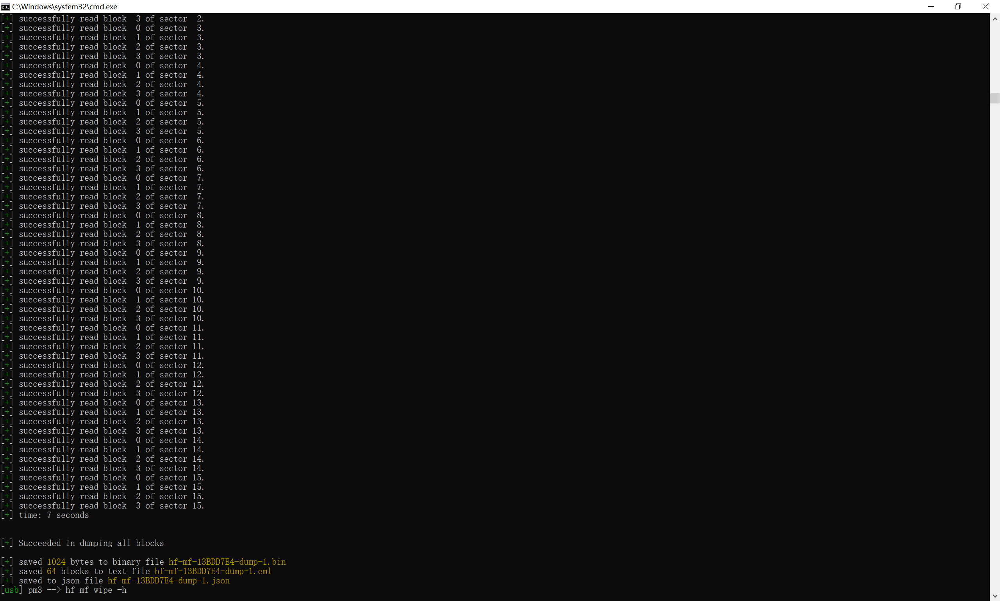 C:\Windows\system32\cmd.exe
[+] successfully read block  3 of sector  2.
[+] successfully read block  0 of sector  3.
[+] successfully read block  1 of sector  3.
[+] successfully read block  2 of sector  3.
[+] successfully read block  3 of sector  3.
[+] successfully read block  0 of sector  4.
[+] successfully read block  1 of sector  4.
[+] successfully read block  2 of sector  4.
[+] successfully read block  3 of sector  4.
[+] successfully read block  0 of sector  5.
[+] successfully read block  1 of sector  5.
[+] successfully read block  2 of sector  5.
[+] successfully read block  3 of sector  5.
[+] successfully read block  0 of sector  6.
[+] successfully read block  1 of sector  6.
[+] successfully read block  2 of sector  6.
[+] successfully read block  3 of sector  6.
[+] successfully read block  0 of sector  7.
[+] successfully read block  1 of sector  7.
[+] successfully read block  2 of sector  7.
[+] successfully read block  3 of sector  7.
[+] successfully read block  0 of sector  8.
[+] successfully read block  1 of sector  8.
[+] successfully read block  2 of sector  8.
[+] successfully read block  3 of sector  8.
[+] successfully read block  0 of sector  9.
[+] successfully read block  1 of sector  9.
[+] successfully read block  2 of sector  9.
[+] successfully read block  3 of sector  9.
[+] successfully read block  0 of sector 10.
[+] successfully read block  1 of sector 10.
[+] successfully read block  2 of sector 10.
[+] successfully read block  3 of sector 10.
[+] successfully read block  0 of sector 11.
[+] successfully read block  1 of sector 11.
[+] successfully read block  2 of sector 11.
[+] successfully read block  3 of sector 11.
[+] successfully read block  0 of sector 12.
[+] successfully read block  1 of sector 12.
[+] successfully read block  2 of sector 12.
[+] successfully read block  3 of sector 12.
[+] successfully read block  0 of sector 13.
[+] successfully read block  1 of sector 13.
[+] successfully read block  2 of sector 13.
[+] successfully read block  3 of sector 13.
[+] successfully read block  0 of sector 14.
[+] successfully read block  1 of sector 14.
[+] successfully read block  2 of sector 14.
[+] successfully read block  3 of sector 14.
[+] successfully read block  0 of sector 15.
[+] successfully read block  1 of sector 15.
[+] successfully read block  2 of sector 15.
[+] successfully read block  3 of sector 15.
[+] time: 7 seconds
[+] Succeeded in dumping all blocks
[+] saved 1024 bytes to binary file hf-mf-13BDD7E4-dump-1.bin
[+] saved 64 blocks to text file hf-mf-13BDD7E4-dump-1.eml
[+] saved to json file hf-mf-13BDD7E4-dump-1.json
[usb] pm3 --> hf mf wipe -h